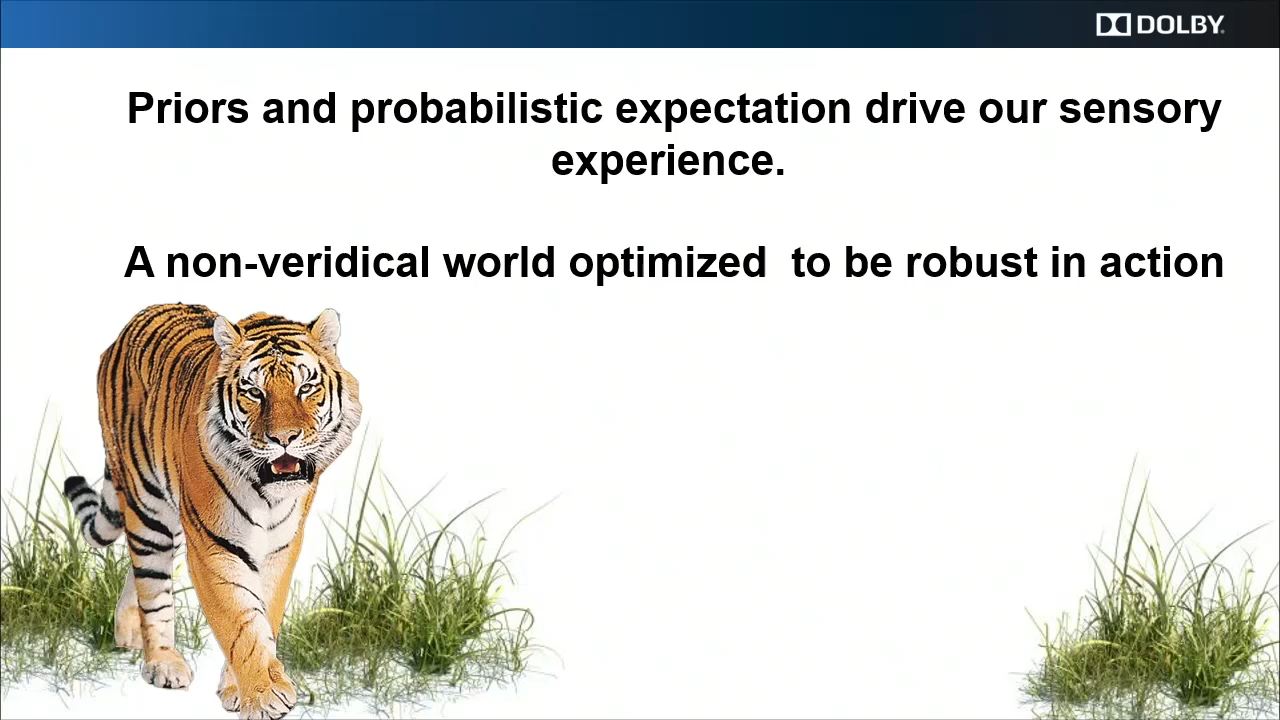 DOLBY
Priors and probabilistic expectation drive our sensory
experience.
A non-veridical world optimized  to be robust in action